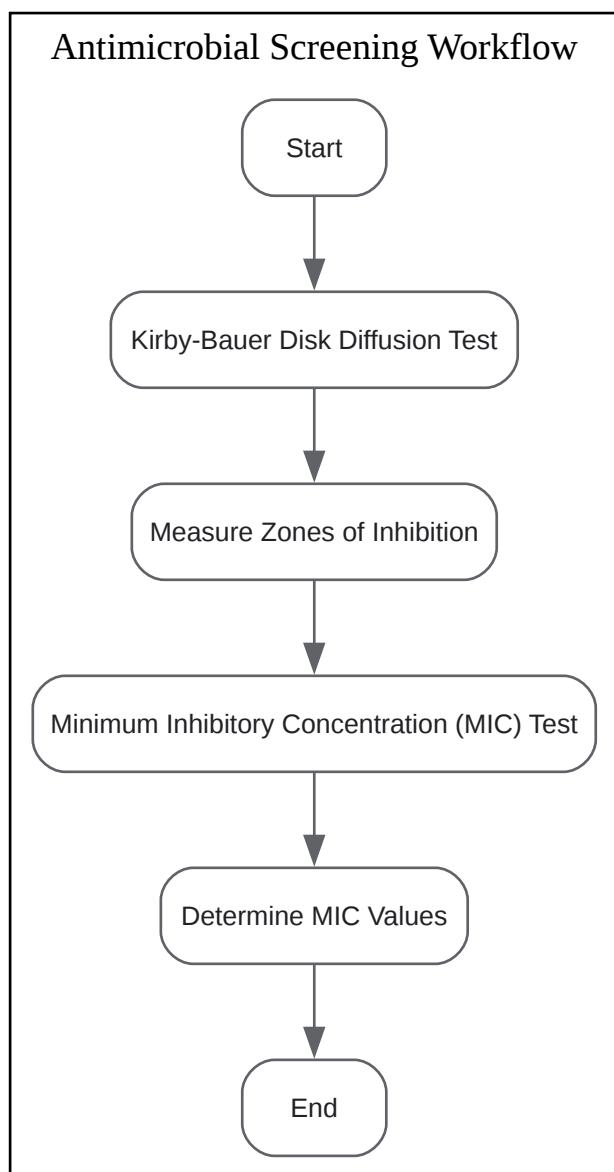 Antimicrobial Screening Workflow
Start
Kirby-Bauer Disk Diffusion Test
Measure Zones of Inhibition
Minimum Inhibitory Concentration (MIC) Test
Determine MIC Values
End